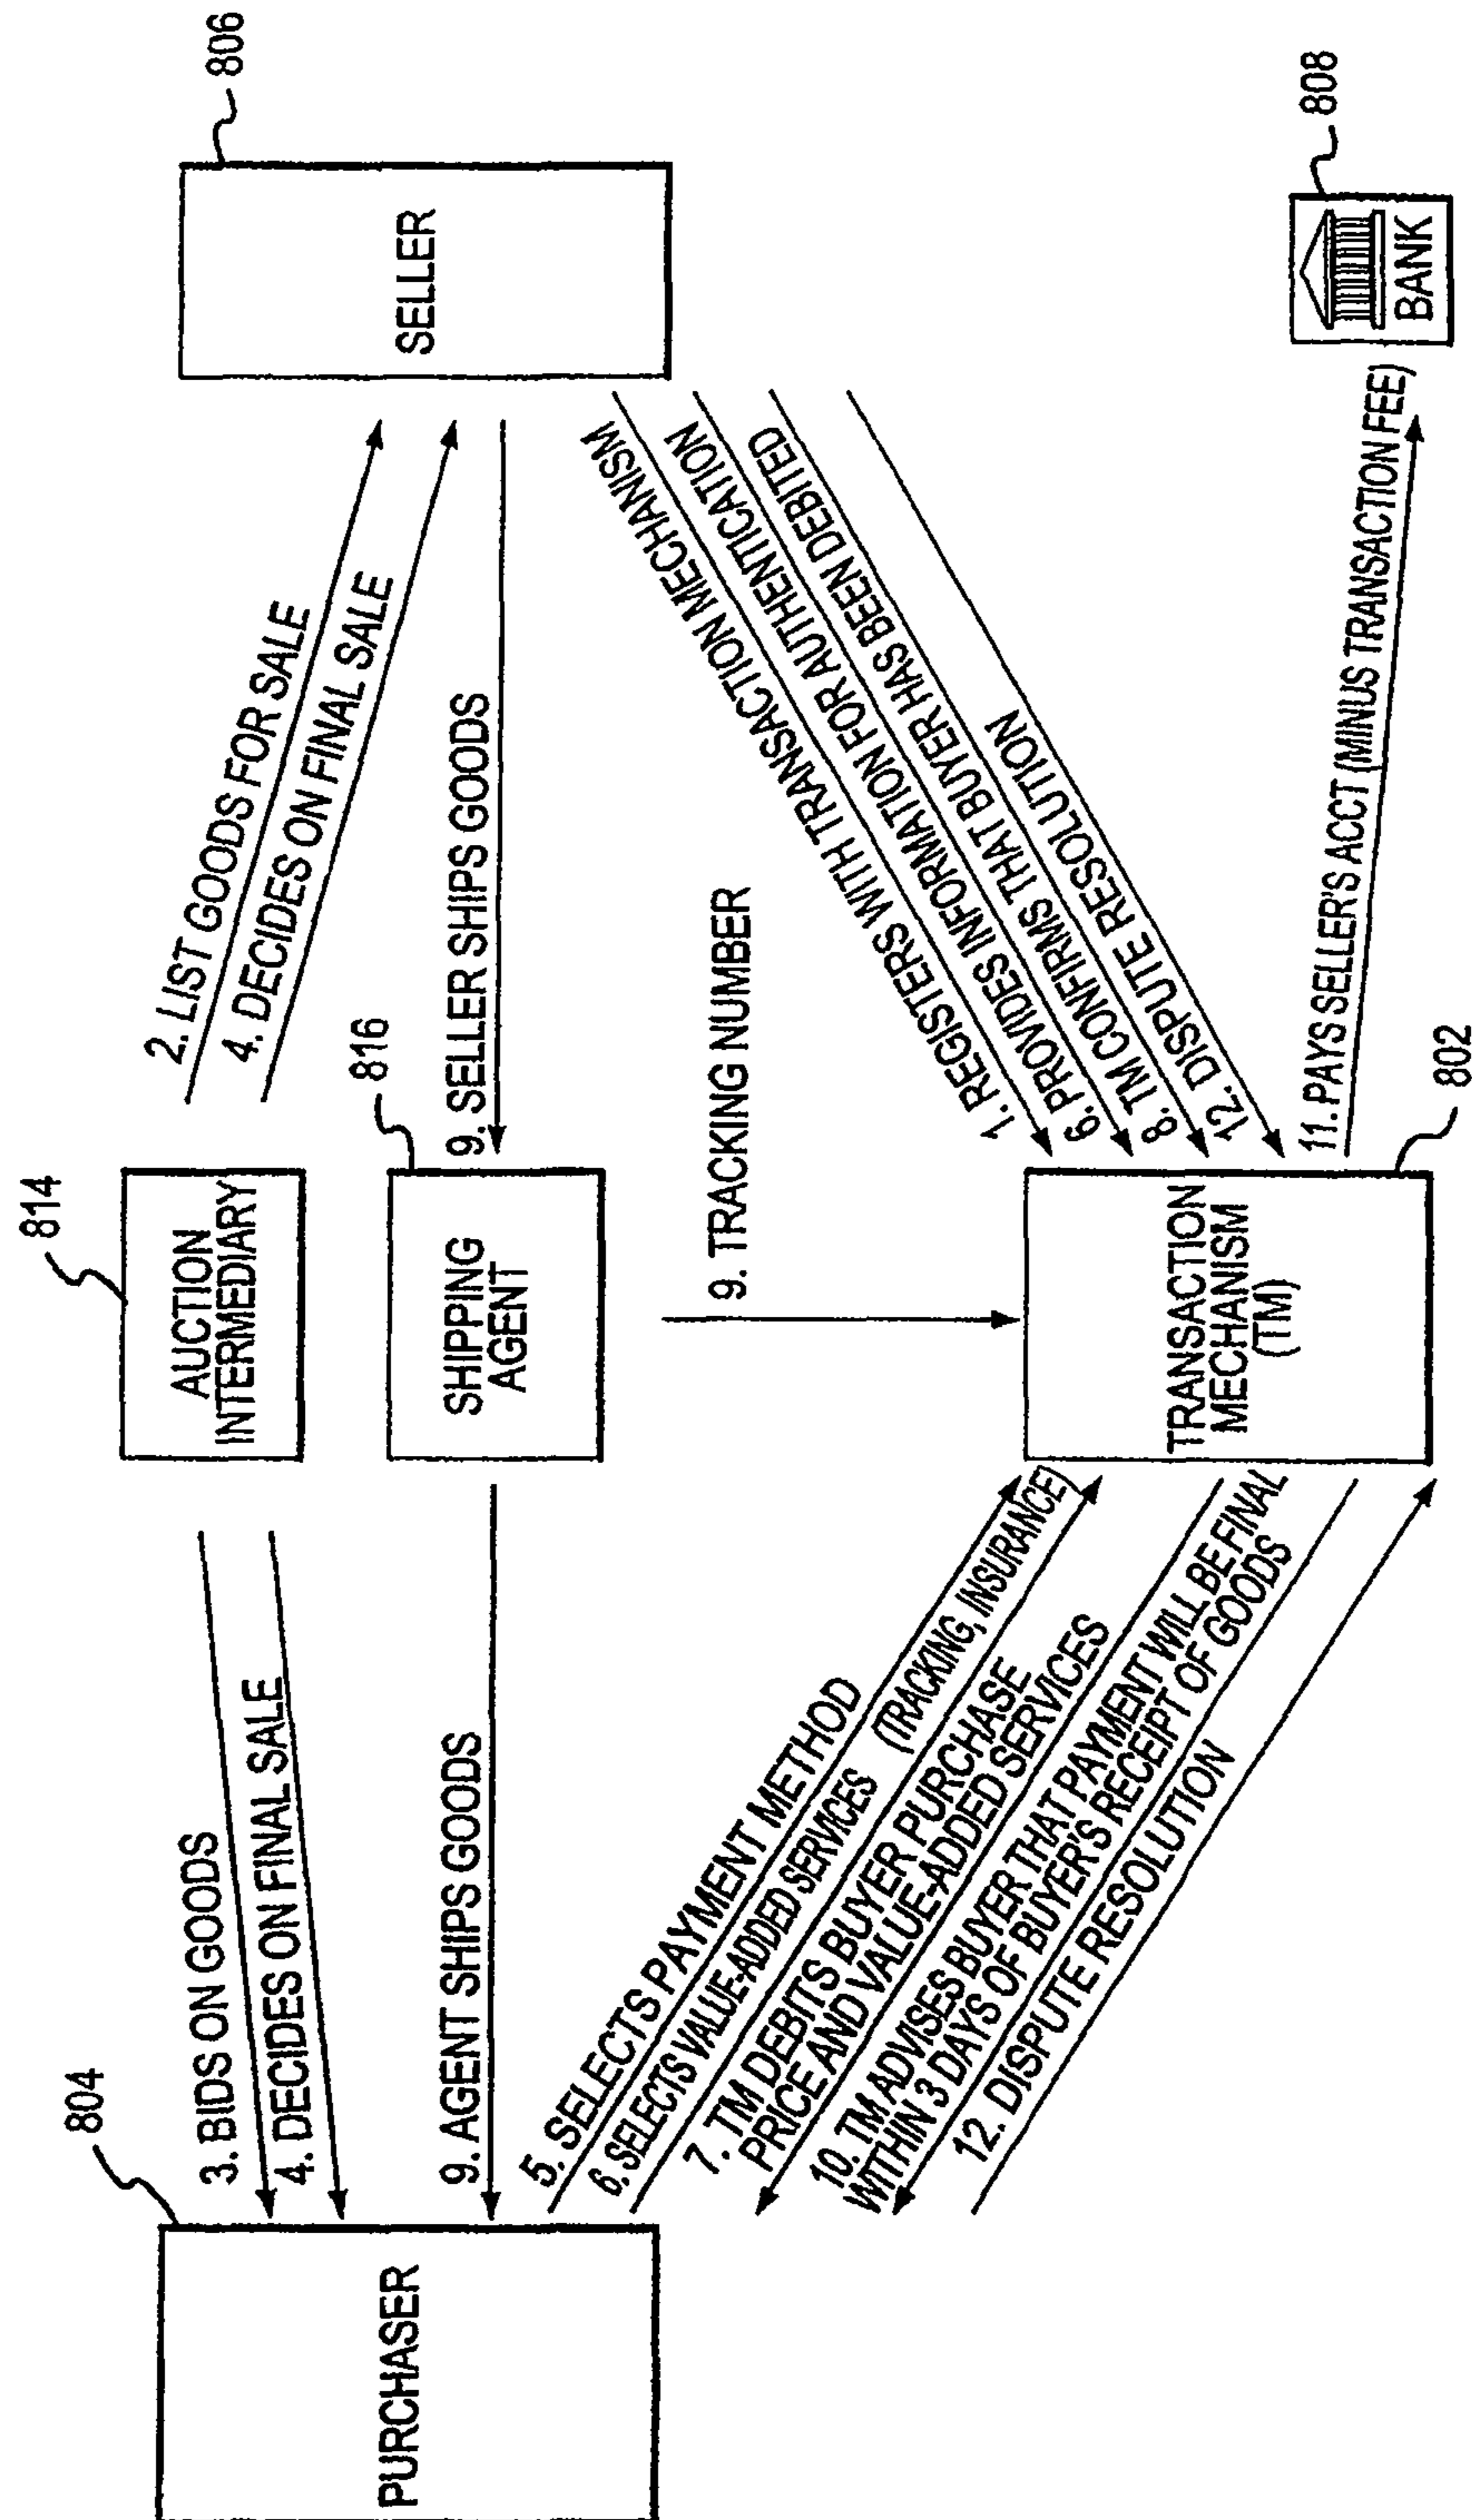 804
PURCHASER
3. BIDS ON GOODS
4. DECIDES ON FINAL SALE
9. AGENT SHIPS GOODS
5. SELECTS PAYMENT METHOD
6. SELECTS VALUE-ADDED SERVICES (TRACKING, INSURANCE)
7. TM DEBITS BUYER PURCHASE
PRICE AND VALUE-ADDED SERVICES
10. TM ADVISES BUYER THAT PAYMENT WILL BE FINAL
WITHIN 3 DAYS OF BUYER'S RECEIPT OF GOODS
12. DISPUTE RESOLUTION
814
AUCTION
INTERMEDIARY
816
SHIPPING
AGENT
9. TRACKING NUMBER
TRANSACTION
MECHANISM
(TM)
802
2. LIST GOODS FOR SALE
4. DECIDES ON FINAL SALE
9. SELLER SHIPS GOODS
1. REGISTERS WITH TRANSACTION MECHANISM
6. PROVIDES INFORMATION FOR AUTHENTICATION
8. TM CONFIRMS THAT BUYER HAS BEEN DEBITED
12. DISPUTE RESOLUTION
11. PAYS SELLER'S ACCT (MINUS TRANSACTION FEE)
806
SELLER
808
BANK